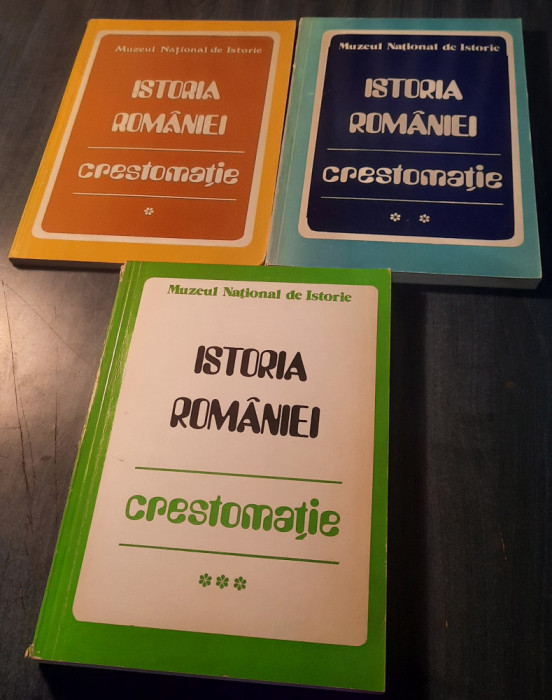 Muzeul Național de Istorie
ISTORIA
ROMÂNIEI
crestomație
*
Muzeul Național de Istorie
ISTORIA
ROMÂNIEI
crestomație
* *
Muzeul Național de Istorie
ISTORIA
ROMÂNIEI
crestomație
***